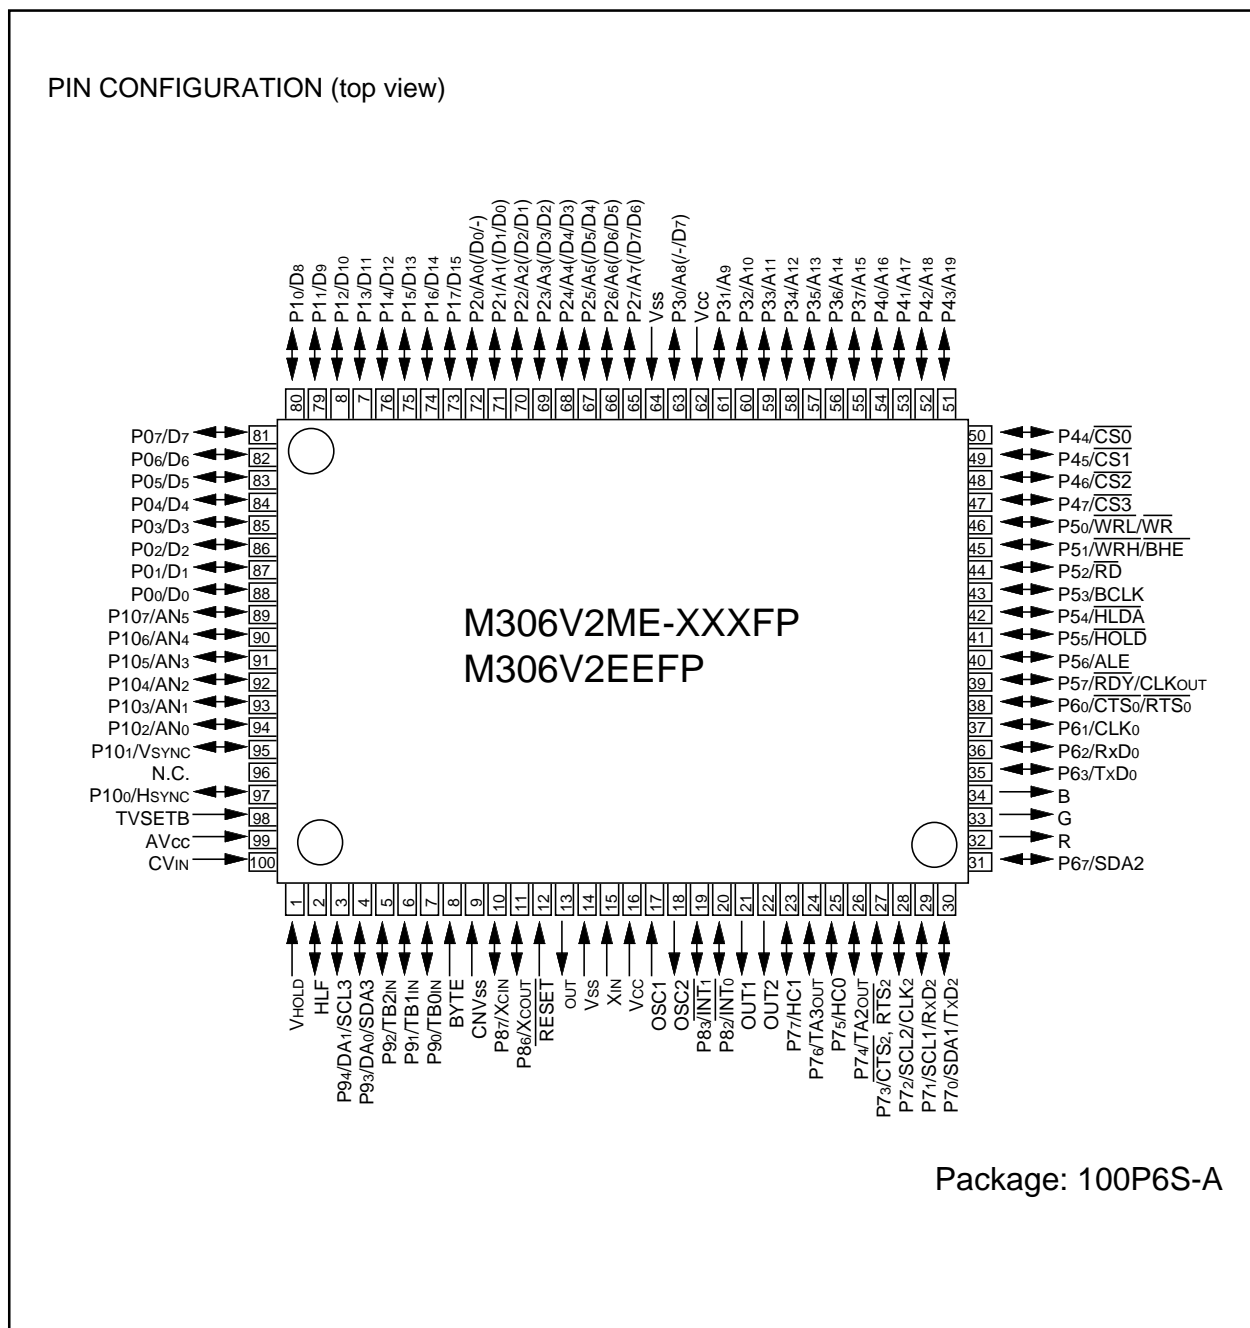 PIN CONFIGURATION (top view)
P10/D8
P11/D9
P12/D10
P13/D11
P14/D12
P15/D13
P16/D14
P17/D15
P20/A0(/D0/-)
P21/A1(/D1/D0)
P22/A2(/D2/D1)
P23/A3(/D3/D2)
P24/A4(/D4/D3)
P25/A5(/D5/D4)
P26/A6(/D6/D5)
P27/A7(/D7/D6)
Vss
P30/A8(/-/D7)
Vcc
P31/A9
P32/A10
P33/A11
P34/A12
P35/A13
P36/A14
P37/A15
P40/A16
P41/A17
P42/A18
P43/A19
80 79 8 7 76 75 74 73 72 71 70 69 68 67 66 65 64 63 62 61 60 59 58 57 56 55 54 53 52 51
P07/D7 81
P06/D6 82
P05/D5 83
P04/D4 84
P03/D3 85
P02/D2 86
P01/D1 87
P00/D0 88
P107/AN5 89
P106/AN4 90
P105/AN3 91
P104/AN2 92
P103/AN1 93
P102/AN0 94
P101/VSYNC 95
N.C. 96
P100/HSYNC 97
TVSETB 98
AVcc 99
CVIN 100
M306V2ME-XXXFP
M306V2EEFP
50 P44/CS0
49 P45/CS1
48 P46/CS2
47 P47/CS3
46 P50/WRL/WR
45 P51/WRH/BHE
44 P52/RD
43 P53/BCLK
42 P54/HLDA
41 P55/HOLD
40 P56/ALE
39 P57/RDY/CLKOUT
38 P60/CTS0/RTS0
37 P61/CLK0
36 P62/RxD0
35 P63/TxD0
34 B
33 G
32 R
31 P67/SDA2
1 2 3 4 5 6 7 8 9 10 11 12 13 14 15 16 17 18 19 20 21 22 23 24 25 26 27 28 29 30
VHOLD
HLF
P94/DA1/SCL3
P93/DA0/SDA3
P92/TB2IN
P91/TB1IN
P90/TB0IN
BYTE
CNVss
P87/XCIN
P86/XCOUT
RESET
OUT
Vss
XIN
Vcc
OSC1
OSC2
P83/INT1
P82/INT0
OUT1
OUT2
P77/HC1
P76/TA3OUT
P75/HC0
P74/TA2OUT
P73/CTS2, RTS2
P72/SCL2/CLK2
P71/SCL1/RxD2
P70/SDA1/TxD2
Package: 100P6S-A